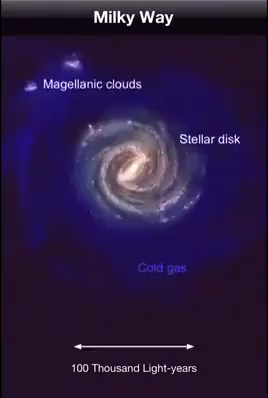 Milky Way
Magellanic clouds
Stellar disk
Cold gas
100 Thousand Light-years